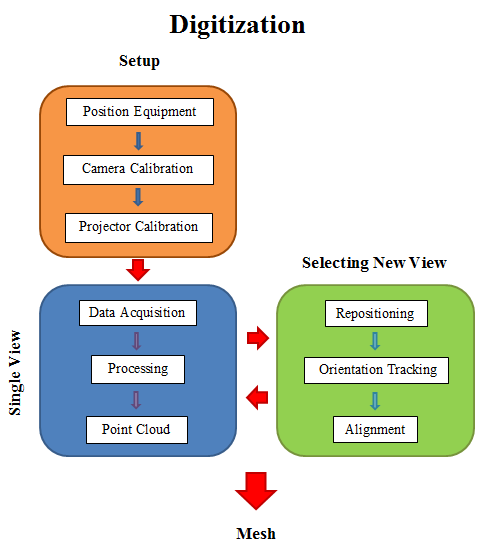 Digitization
Setup
Position Equipment
Camera Calibration
Projector Calibration
Selecting New View
Single View
Data Acquisition
Processing
Point Cloud
Repositioning
Orientation Tracking
Alignment
Mesh